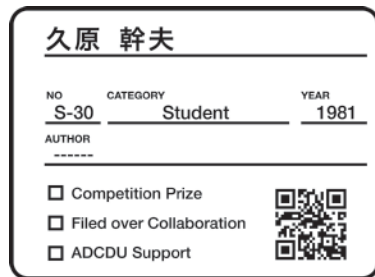 久原 幹夫
NO CATEGORY YEAR
S-30 Student 1981
AUTHOR
------
Competition Prize
Filed over Collaboration
ADCDU Support